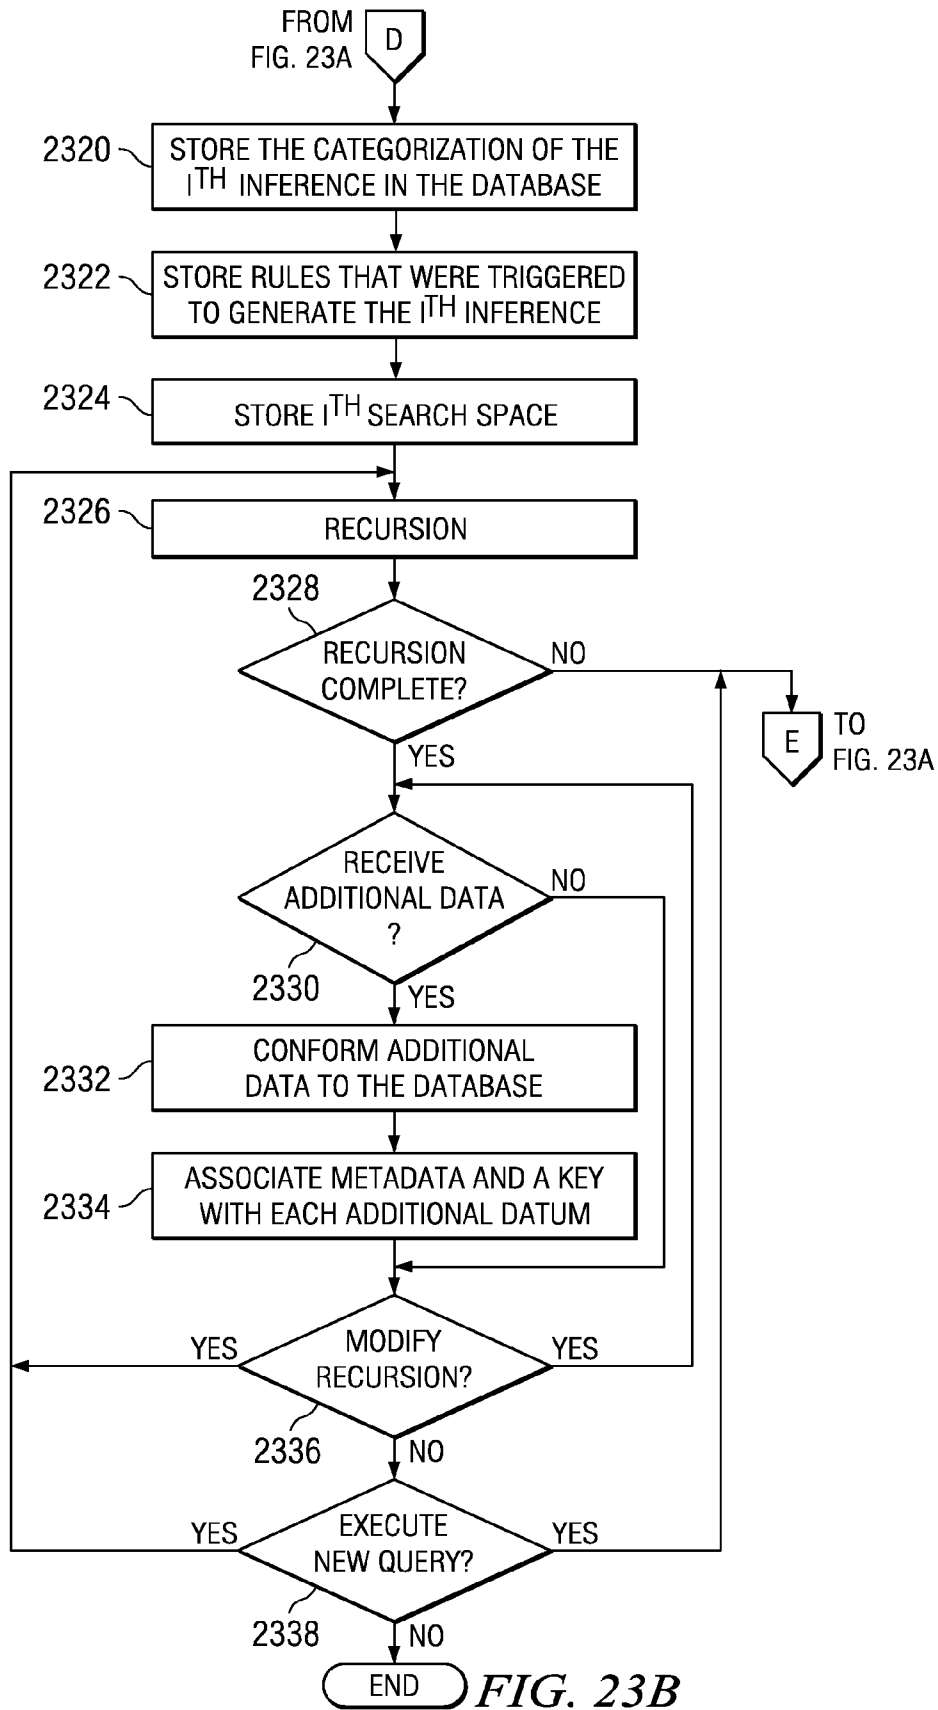 FROM
FIG. 23A
D
2320
STORE THE CATEGORIZATION OF THE
ITH INFERENCE IN THE DATABASE
2322
STORE RULES THAT WERE TRIGGERED
TO GENERATE THE ITH INFERENCE
2324
STORE ITH SEARCH SPACE
2326
RECURSION
2328
RECURSION
COMPLETE?
NO
YES
E
TO
FIG. 23A
RECEIVE
ADDITIONAL DATA
?
NO
2330
YES
2332
CONFORM ADDITIONAL
DATA TO THE DATABASE
2334
ASSOCIATE METADATA AND A KEY
WITH EACH ADDITIONAL DATUM
YES
MODIFY
RECURSION?
YES
2336
NO
YES
EXECUTE
NEW QUERY?
YES
2338
NO
END
FIG. 23B